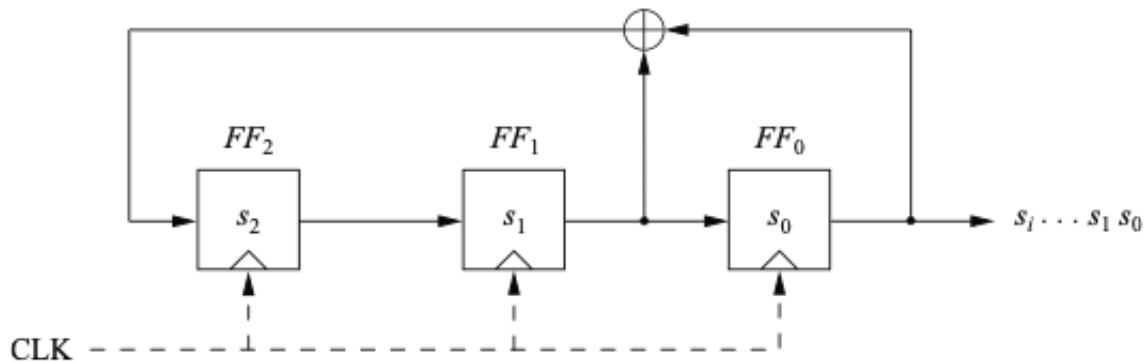 FF₂ FF₁ FF₀
s₂ s₁ s₀ sᵢ . . . s₁ s₀
CLK